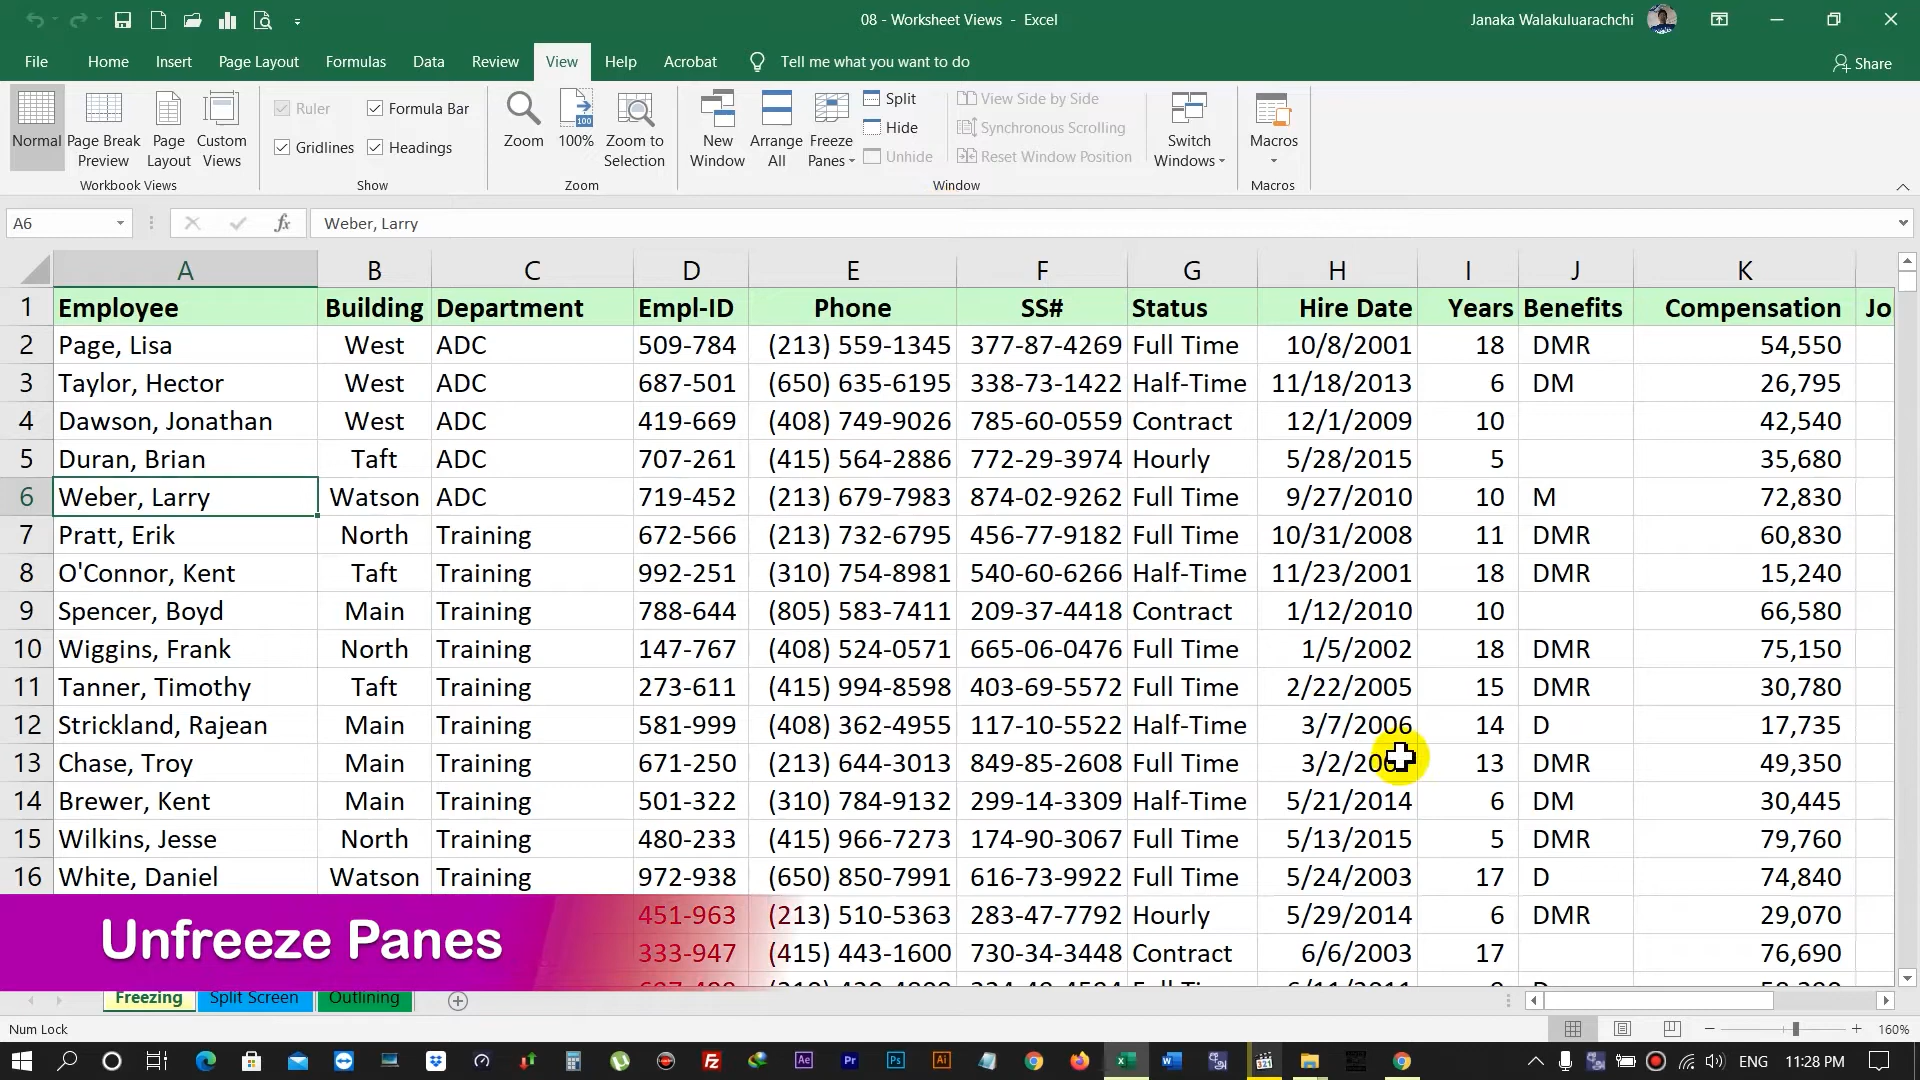 08 - Worksheet Views - Excel
Janaka Walakuluarachchi
File Home Insert Page Layout Formulas Data Review View Help Acrobat Tell me what you want to do Share
Normal Page Break Preview Page Layout Custom Views
Workbook Views
Ruler Formula Bar
Gridlines Headings
Show
Zoom 100% Zoom to Selection
100
Zoom
New Window Arrange All Freeze Panes
Split View Side by Side
Hide Synchronous Scrolling
Unhide Reset Window Position
Switch Windows
Window
Macros
Macros
A6 fx Weber, Larry
A B C D E F G H I J K
1 Employee Building Department Empl-ID Phone SS# Status Hire Date Years Benefits Compensation Jo
2 Page, Lisa West ADC 509-784 (213) 559-1345 377-87-4269 Full Time 10/8/2001 18 DMR 54,550
3 Taylor, Hector West ADC 687-501 (650) 635-6195 338-73-1422 Half-Time 11/18/2013 6 DM 26,795
4 Dawson, Jonathan West ADC 419-669 (408) 749-9026 785-60-0559 Contract 12/1/2009 10 42,540
5 Duran, Brian Taft ADC 707-261 (415) 564-2886 772-29-3974 Hourly 5/28/2015 5 35,680
6 Weber, Larry Watson ADC 719-452 (213) 679-7983 874-02-9262 Full Time 9/27/2010 10 M 72,830
7 Pratt, Erik North Training 672-566 (213) 732-6795 456-77-9182 Full Time 10/31/2008 11 DMR 60,830
8 O'Connor, Kent Taft Training 992-251 (310) 754-8981 540-60-6266 Half-Time 11/23/2001 18 DMR 15,240
9 Spencer, Boyd Main Training 788-644 (805) 583-7411 209-37-4418 Contract 1/12/2010 10 66,580
10 Wiggins, Frank North Training 147-767 (408) 524-0571 665-06-0476 Full Time 1/5/2002 18 DMR 75,150
11 Tanner, Timothy Taft Training 273-611 (415) 994-8598 403-69-5572 Full Time 2/22/2005 15 DMR 30,780
12 Strickland, Rajean Main Training 581-999 (408) 362-4955 117-10-5522 Half-Time 3/7/2006 14 D 17,735
13 Chase, Troy Main Training 671-250 (213) 644-3013 849-85-2608 Full Time 13 DMR 49,350
14 Brewer, Kent Main Training 501-322 (310) 784-9132 299-14-3309 Half-Time 5/21/2014 6 DM 30,445
15 Wilkins, Jesse North Training 480-233 (415) 966-7273 174-90-3067 Full Time 5/13/2015 5 DMR 79,760
16 White, Daniel Watson Training 972-938 (650) 850-7991 616-73-9922 Full Time 5/24/2003 17 D 74,840
451-963 (213) 510-5363 283-47-7792 Hourly 5/29/2014 6 DMR 29,070
333-947 (415) 443-1600 730-34-3448 Contract 6/6/2003 17 76,690
Unfreeze Panes
Freezing Split Screen Outlining
Num Lock 160%
Ae Pr Ps Ai ENG 11:28 PM